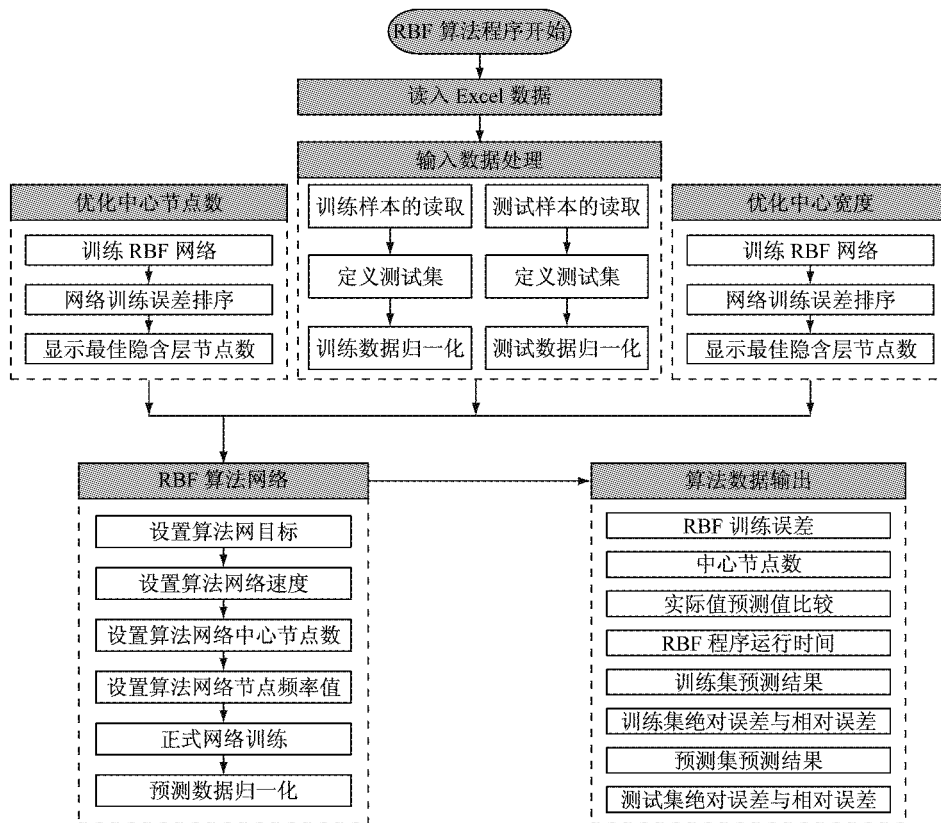 RBF 算法程序开始
读入 Excel 数据
输入数据处理
训练样本的读取
定义测试集
训练数据归一化
测试样本的读取
定义测试集
测试数据归一化
优化中心节点数
训练 RBF 网络
网络训练误差排序
显示最佳隐含层节点数
优化中心宽度
训练 RBF 网络
网络训练误差排序
显示最佳隐含层节点数
RBF 算法网络
设置算法网目标
设置算法网络速度
设置算法网络中心节点数
设置算法网络节点频率值
正式网络训练
预测数据归一化
算法数据输出
RBF 训练误差
中心节点数
实际值预测值比较
RBF 程序运行时间
训练集预测结果
训练集绝对误差与相对误差
预测集预测结果
测试集绝对误差与相对误差